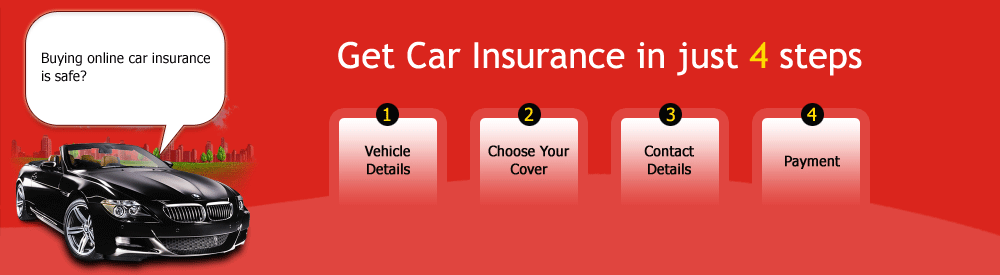 Buying online car insurance
is safe?
Get Car Insurance in just 4 steps
1
Vehicle
Details
2
Choose Your
Cover
3
Contact
Details
4
Payment